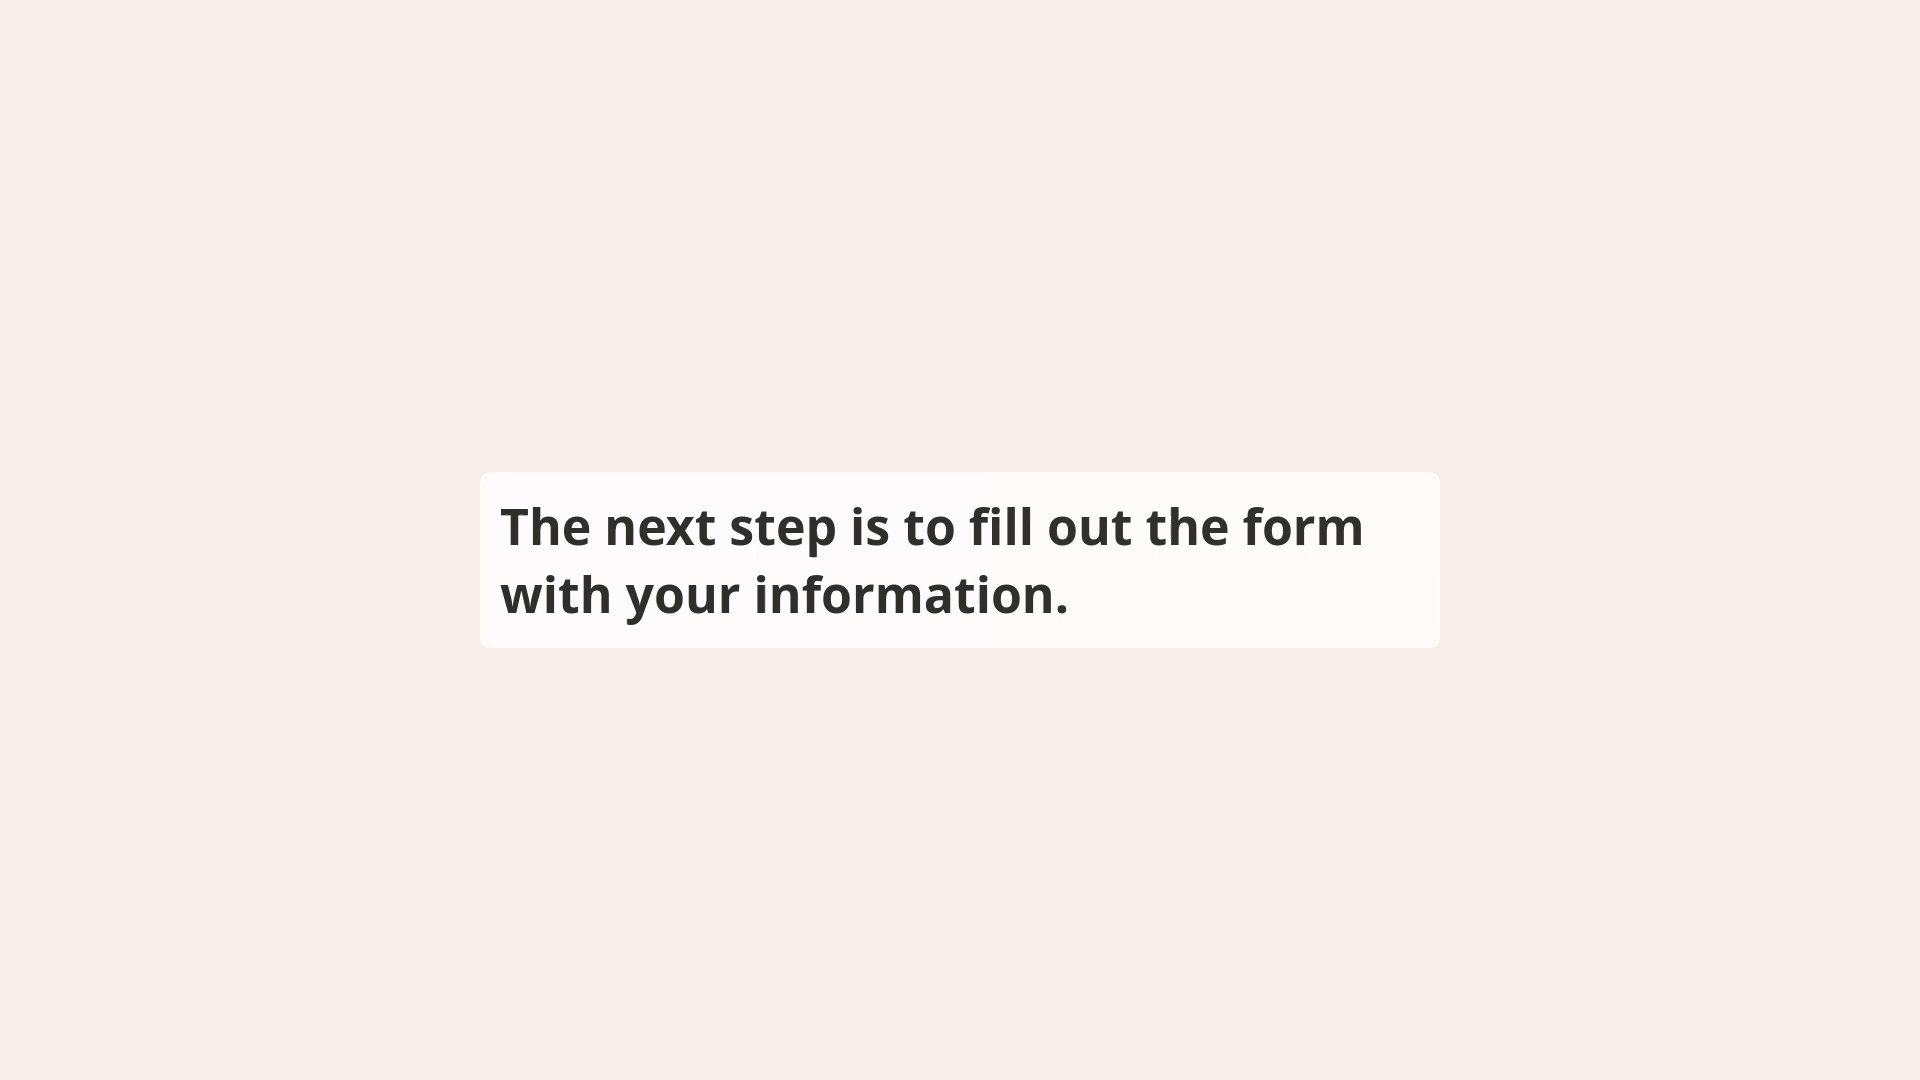 The next step is to fill out the form
with your information.